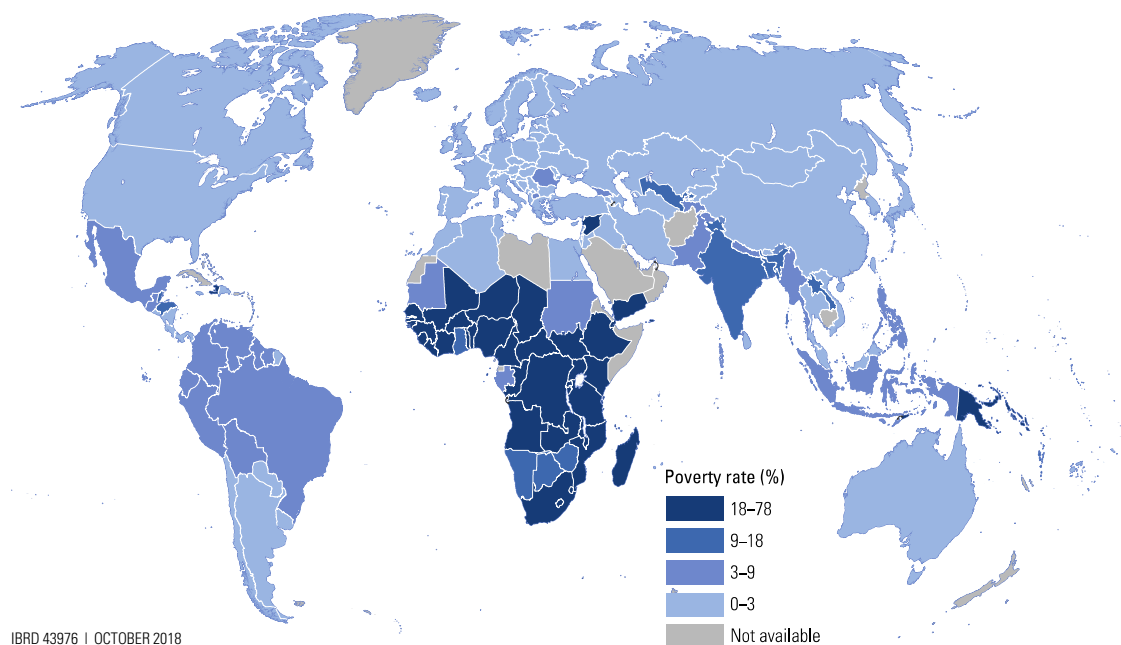 Poverty rate (%)
18–78
9–18
3–9
0–3
Not available
IBRD 43976 | OCTOBER 2018